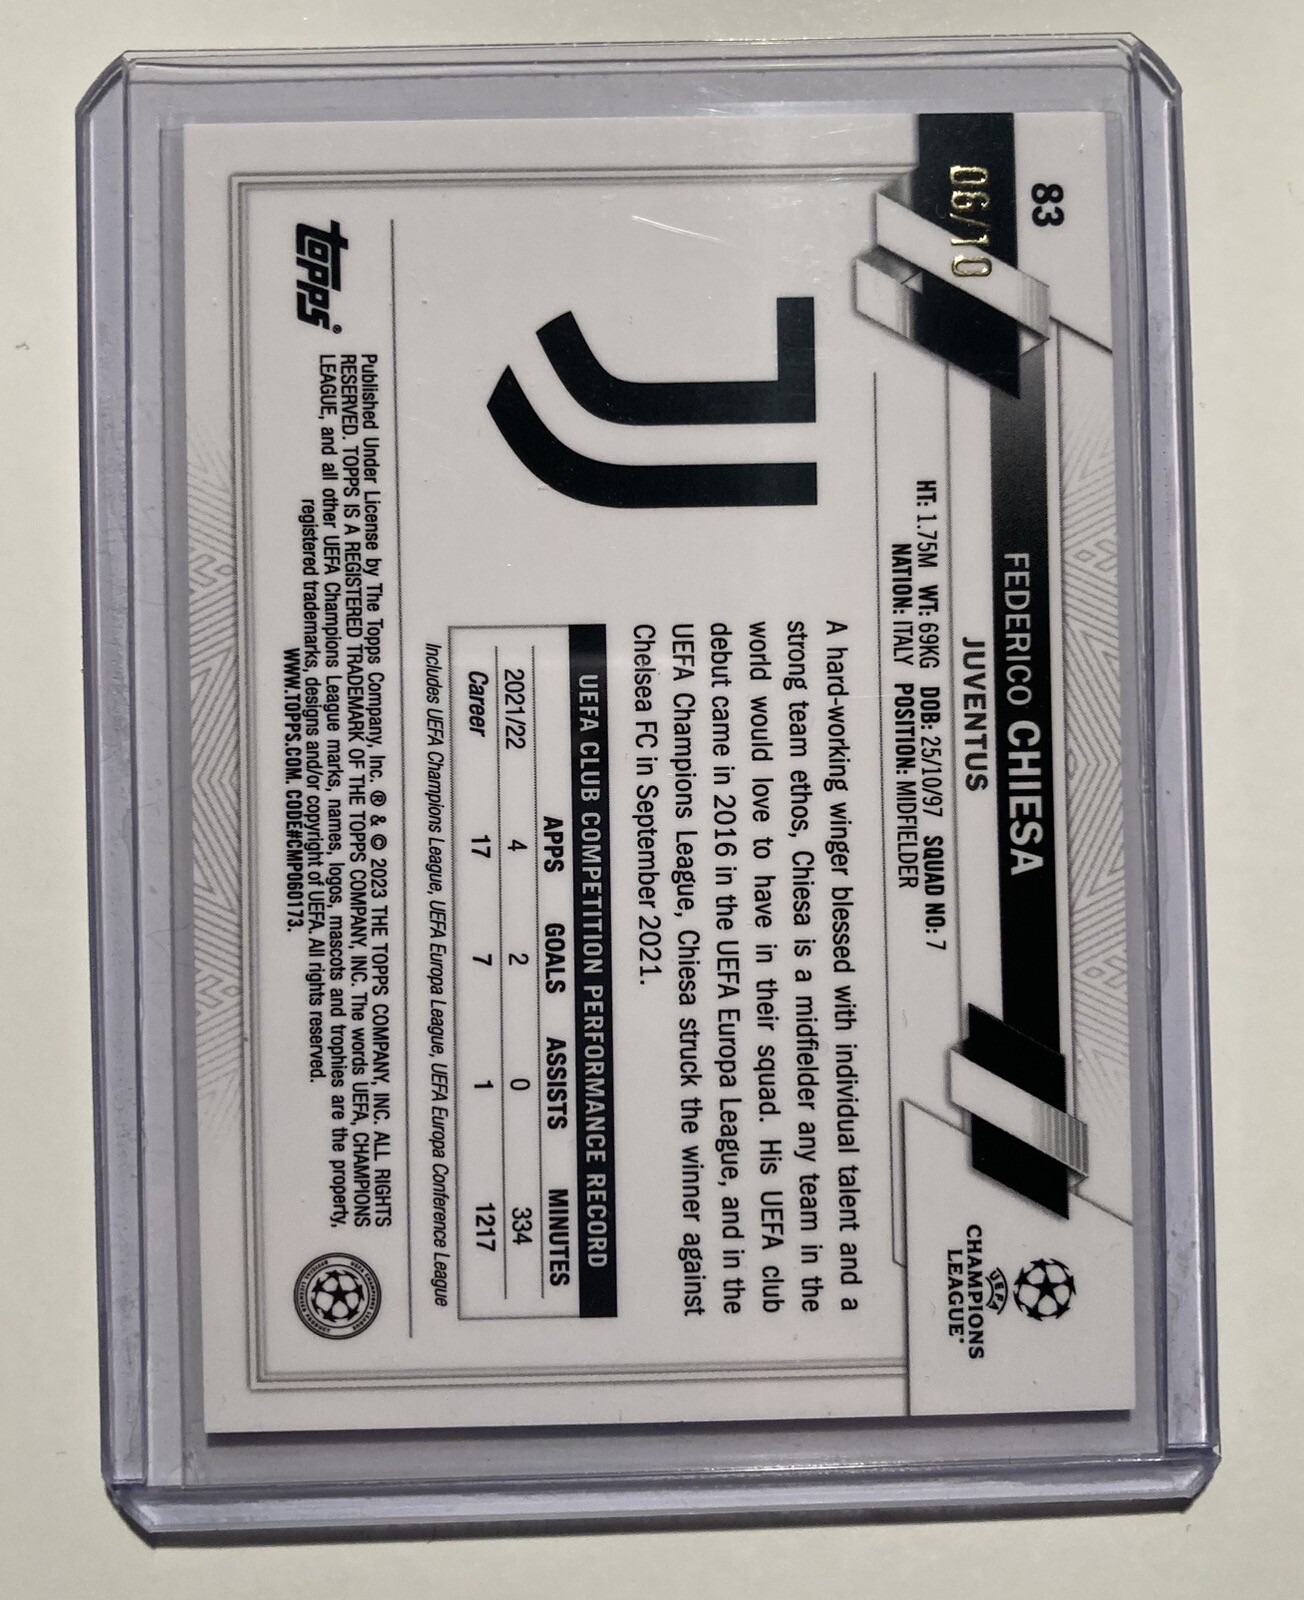 83
06/10
FEDERICO CHIESA
JUVENTUS
HT: 1.75M WT: 69KG DOB: 25/10/97 SQUAD NO: 7
NATION: ITALY POSITION: MIDFIELDER
UEFA
CHAMPIONS
LEAGUE®
A hard-working winger blessed with individual talent and a
strong team ethos, Chiesa is a midfielder any team in the
world would love to have in their squad. His UEFA club
debut came in 2016 in the UEFA Europa League, and in the
UEFA Champions League, Chiesa struck the winner against
Chelsea FC in September 2021.
UEFA CLUB COMPETITION PERFORMANCE RECORD
APPS GOALS ASSISTS MINUTES
2021/22 4 2 0 334
Career 17 7 1 1217
Includes UEFA Champions League, UEFA Europa League, UEFA Europa Conference League
topps®
Published Under License by The Topps Company, Inc. ® & © 2023 THE TOPPS COMPANY, INC. ALL RIGHTS
RESERVED. TOPPS IS A REGISTERED TRADEMARK OF THE TOPPS COMPANY, INC. The words UEFA, CHAMPIONS
LEAGUE, and all other UEFA Champions League marks, names, logos, mascots and trophies are the property,
registered trademarks, designs and/or copyright of UEFA. All rights reserved.
WWW.TOPPS.COM. CODE#CMP060173.